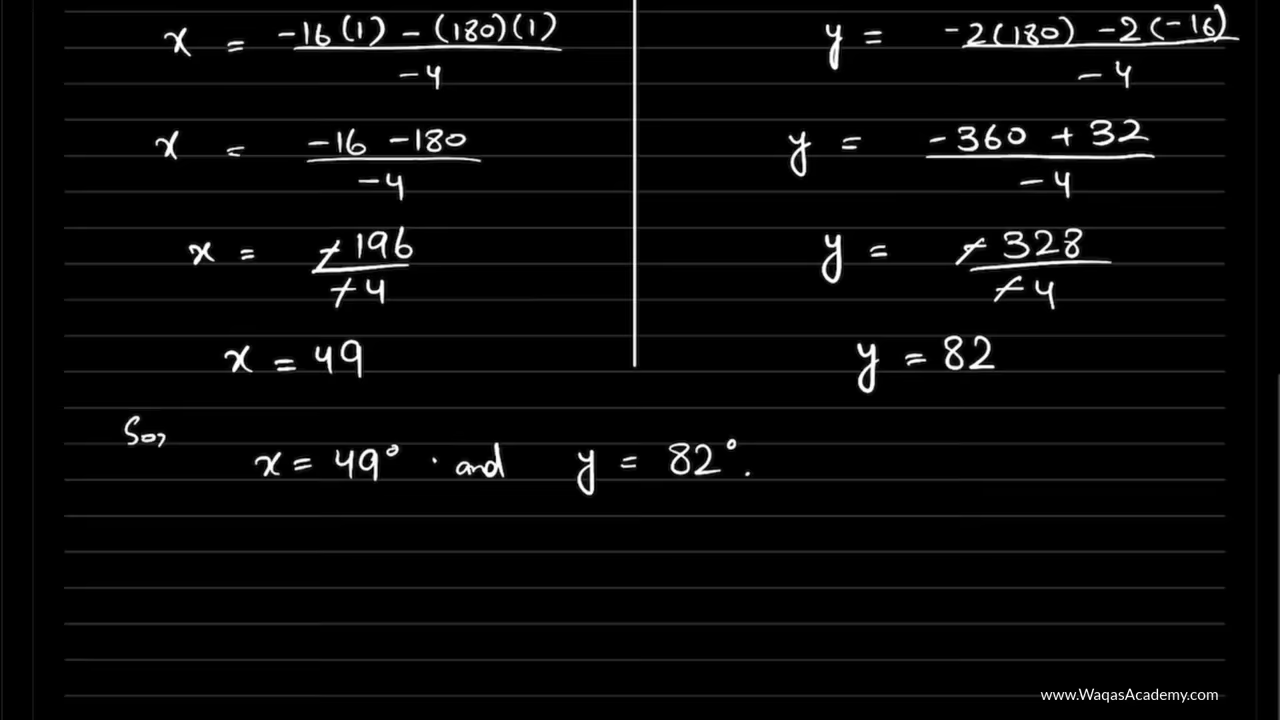 x = -16(1) - (180)(1)
-4
x = -16 -180
-4
x = -196
-4
x = 49
y = -2(180) -2(-16)
-4
y = -360 + 32
-4
y = -328
-4
y = 82
So,
x = 49° . and y = 82°.
www.WaqasAcademy.com